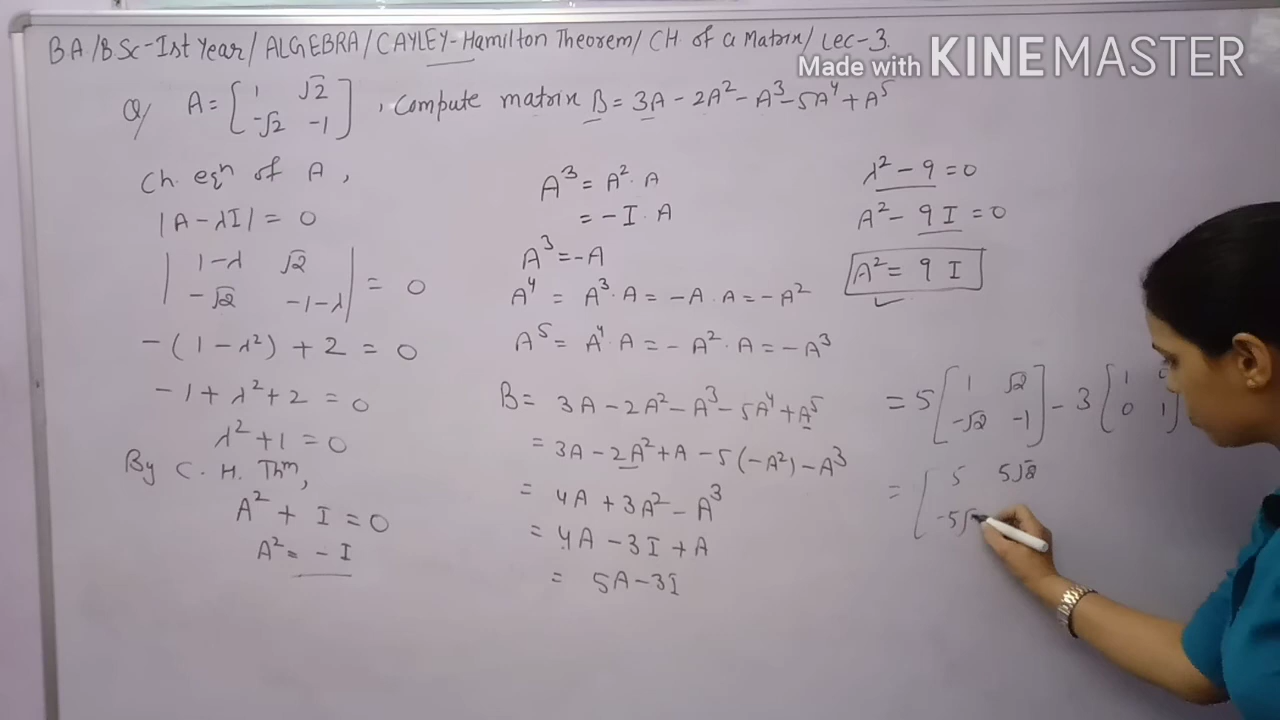 BA/BSc-Ist Year/ALGEBRA/CAYLEY-Hamilton Theorem/CH. of a Matrix/Lec-3.
Made with KINEMASTER
Q/ A = [1 √2 , Compute matrix B = 3A - 2A² - A³ - 5A⁴ + A⁵
-√2 -1]
Ch. eqn of A,
|A-λI| = 0
| 1-λ √2
-√2 -1-λ | = 0
-(1-λ²) + 2 = 0
-1 + λ² + 2 = 0
λ² + 1 = 0
By C. H. Thm,
A² + I = 0
A² = - I
A³ = A². A
= - I. A
A³ = -A
A⁴ = A³. A = -A. A = -A²
A⁵ = A⁴. A = -A². A = -A³
B = 3A - 2A² - A³ - 5A⁴ + A⁵
= 3A - 2A² + A - 5(-A²) - A³
= 4A + 3A² - A³
= 4A - 3I + A
= 5A - 3I
λ² - 9 = 0
A² - 9I = 0
A² = 9 I
= 5 [1 √2 - 3 [1
-√2 -1] 0 1]
= [5 5√2
-5√